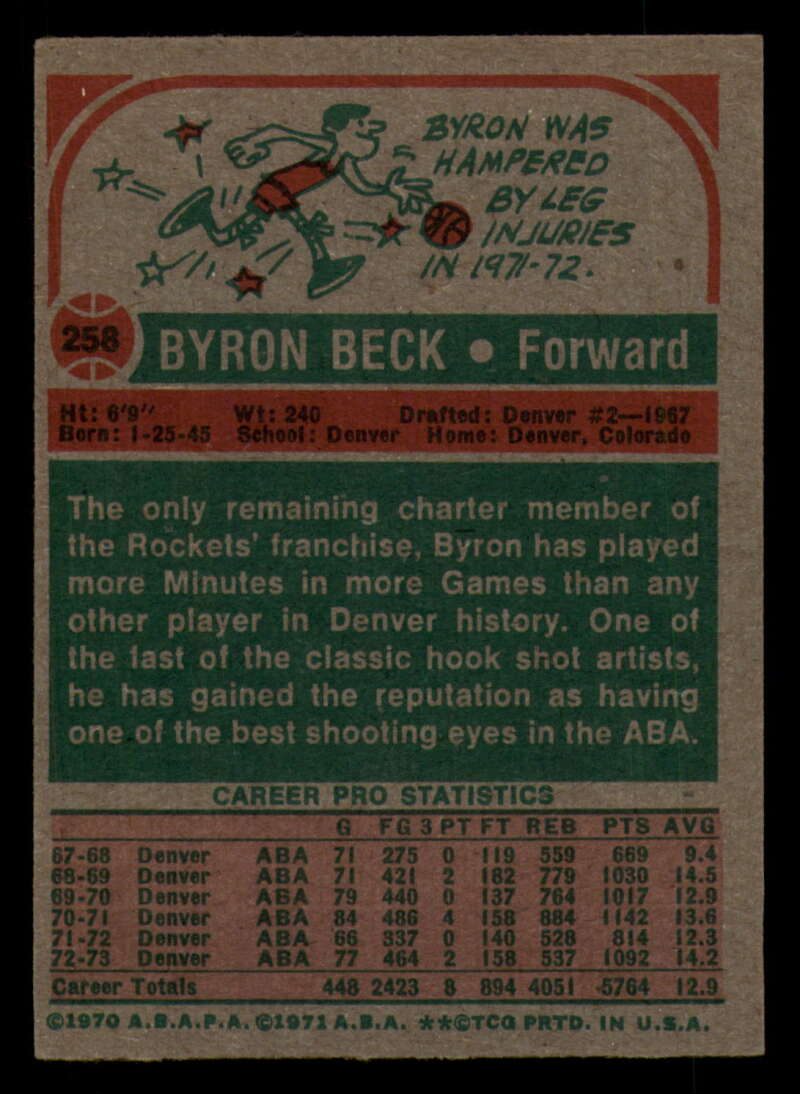 BYRON WAS
HAMPERED
BY LEG
INJURIES
IN 1971-72.
258 BYRON BECK • Forward
Ht: 6'9" Wt: 240 Drafted: Denver #2—1967
Born: 1-25-45 School: Denver Home: Denver, Colorado
The only remaining charter member of
the Rockets' franchise, Byron has played
more Minutes in more Games than any
other player in Denver history. One of
the last of the classic hook shot artists,
he has gained the reputation as having
one of the best shooting eyes in the ABA.
CAREER PRO STATISTICS
G FG 3 PT FT REB PTS AVG
67-68 Denver ABA 71 275 0 119 559 669 9.4
68-69 Denver ABA 71 421 2 182 779 1030 14.5
69-70 Denver ABA 79 440 0 137 764 1017 12.9
70-71 Denver ABA 84 486 4 158 884 1142 13.6
71-72 Denver ABA 66 337 0 140 528 814 12.3
72-73 Denver ABA 77 464 2 158 537 1092 14.2
Career Totals 448 2423 8 894 4051 5764 12.9
©1970 A.B.A.P.A. ©1971 A.B.A. **©TCG PRTD. IN U.S.A.